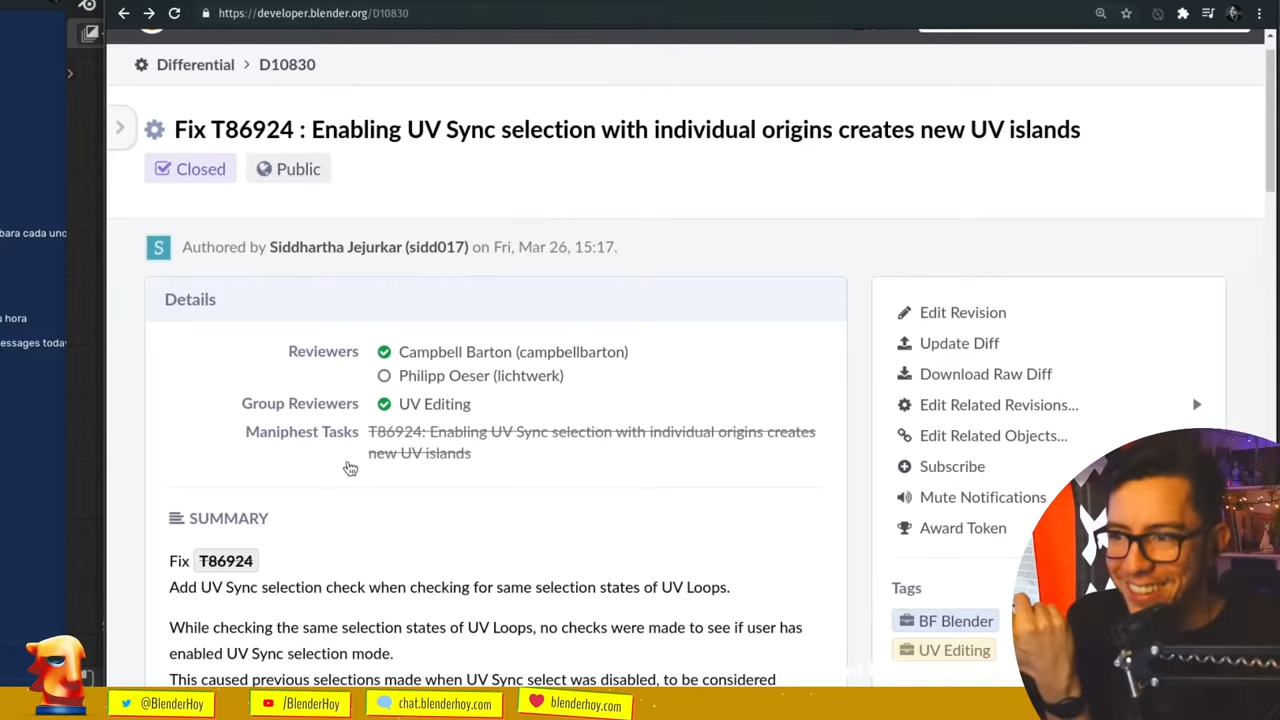 https://developer.blender.org/D10830
Differential > D10830
Fix T86924 : Enabling UV Sync selection with individual origins creates new UV islands
Closed
Public
bara cada uno
S
Authored by Siddhartha Jejurkar (sidd017) on Fri, Mar 26, 15:17.
u hora
essages today
Details
Reviewers
Campbell Barton (campbellbarton)
Philipp Oeser (lichtwerk)
Group Reviewers
UV Editing
Maniphest Tasks
T86924: Enabling UV Sync selection with individual origins creates
new UV islands
SUMMARY
Fix T86924
Add UV Sync selection check when checking for same selection states of UV Loops.
While checking the same selection states of UV Loops, no checks were made to see if user has
enabled UV Sync selection mode.
This caused previous selections made when UV Sync select was disabled, to be considered
Edit Revision
Update Diff
Download Raw Diff
Edit Related Revisions...
Edit Related Objects...
Subscribe
Mute Notifications
Award Token
Tags
BF Blender
UV Editing
@BlenderHoy
/BlenderHoy
chat.blenderhoy.com
blenderhoy.com